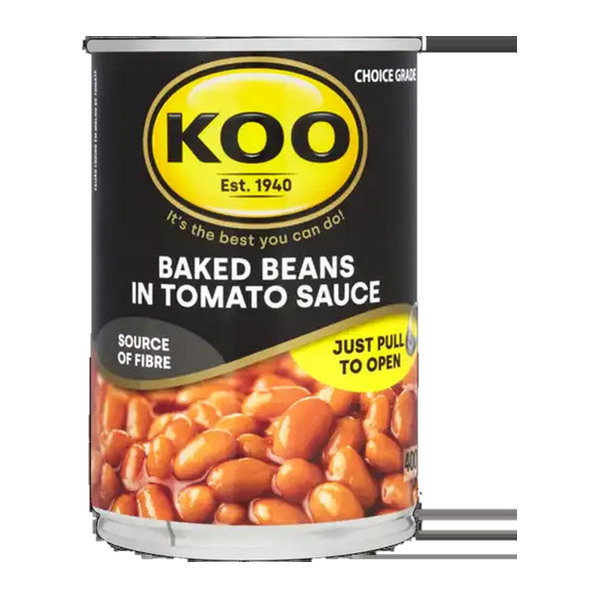 CHOICE GRADE
KOO
Est. 1940
It's the best you can do!
BAKED BEANS
IN TOMATO SAUCE
SOURCE
OF FIBRE
JUST PULL
TO OPEN
400